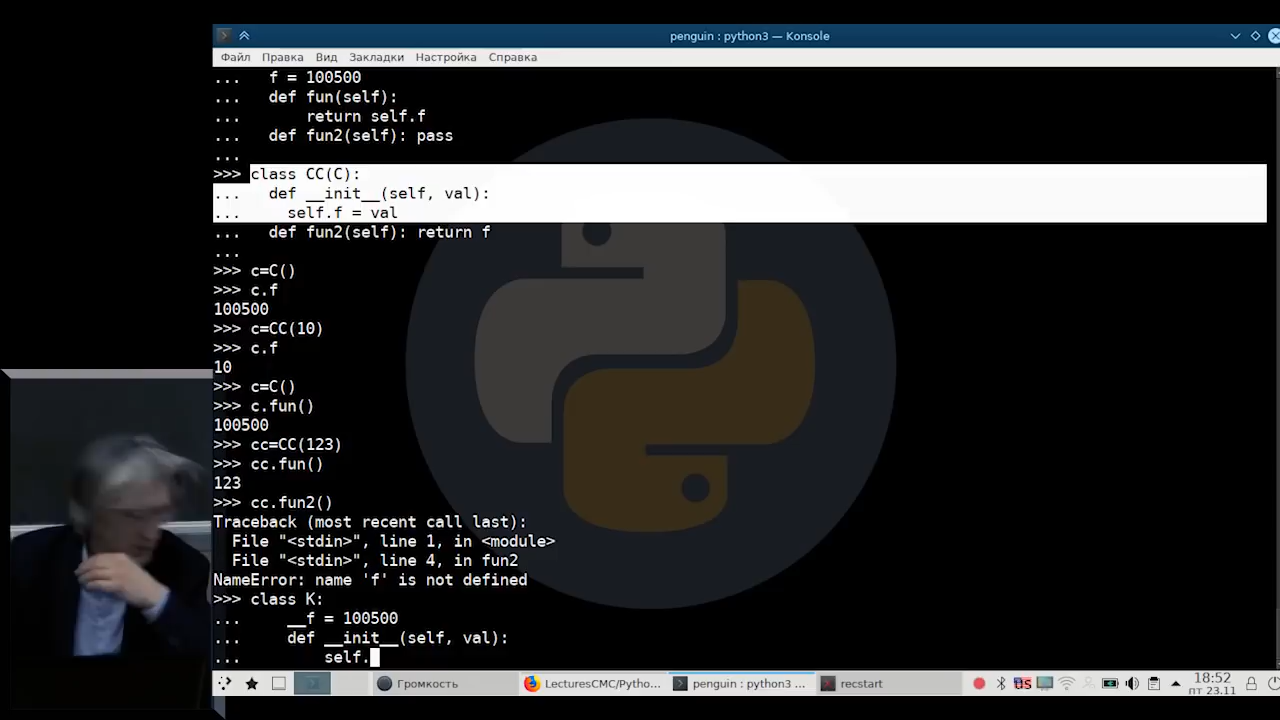 penguin : python3 — Konsole
Файл Правка Вид Закладки Настройка Справка
... f = 100500
... def fun(self):
... return self.f
... def fun2(self): pass
...
>>> class CC(C):
... def __init__(self, val):
... self.f = val
... def fun2(self): return f
...
>>> c=C()
>>> c.f
100500
>>> c=CC(10)
>>> c.f
10
>>> c=C()
>>> c.fun()
100500
>>> cc=CC(123)
>>> cc.fun()
123
>>> cc.fun2()
Traceback (most recent call last):
File "<stdin>", line 1, in <module>
File "<stdin>", line 4, in fun2
NameError: name 'f' is not defined
>>> class K:
... __f = 100500
... def __init__(self, val):
... self.
Громкость LecturesCMC/Pytho... penguin : python3 ... recstart US 18:52
пт 23.11